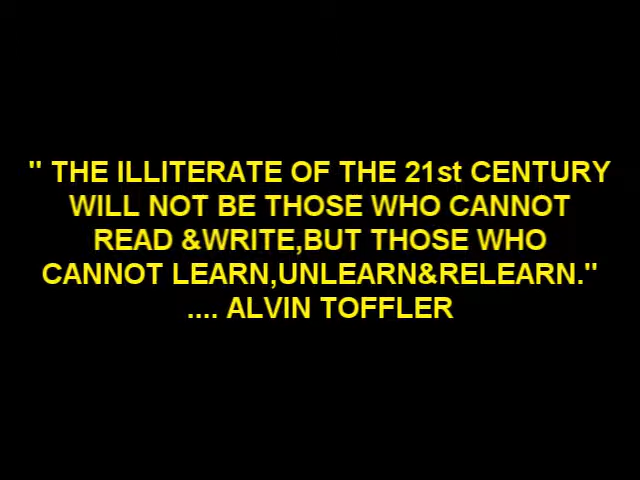 " THE ILLITERATE OF THE 21st CENTURY
WILL NOT BE THOSE WHO CANNOT
READ &WRITE,BUT THOSE WHO
CANNOT LEARN,UNLEARN&RELEARN."
.... ALVIN TOFFLER